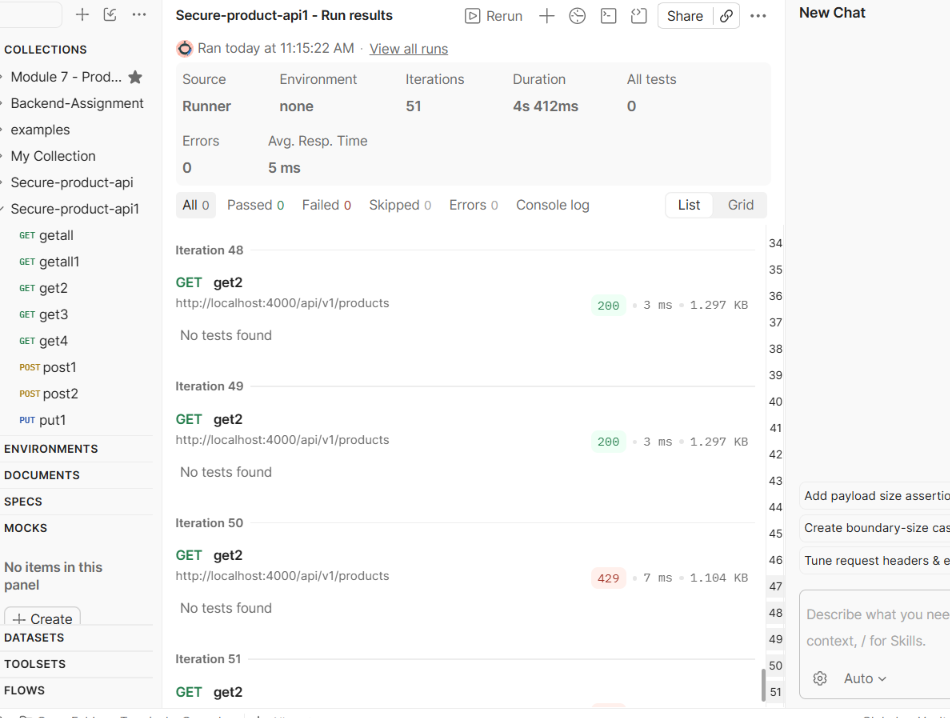 Secure-product-api1 - Run results
Rerun
Share
New Chat
COLLECTIONS
Module 7 - Prod...
Backend-Assignment
examples
My Collection
Secure-product-api
Secure-product-api1
GET getall
GET getall1
GET get2
GET get3
GET get4
POST post1
POST post2
PUT put1
ENVIRONMENTS
DOCUMENTS
SPECS
MOCKS
No items in this
panel
Create
DATASETS
TOOLSETS
FLOWS
Ran today at 11:15:22 AM · View all runs
Source Environment Iterations Duration All tests
Runner none 51 4s 412ms 0
Errors Avg. Resp. Time
0 5 ms
All 0 Passed 0 Failed 0 Skipped 0 Errors 0 Console log List Grid
Iteration 48
GET get2
http://localhost:4000/api/v1/products
200 • 3 ms • 1.297 KB
No tests found
Iteration 49
GET get2
http://localhost:4000/api/v1/products
200 • 3 ms • 1.297 KB
No tests found
Iteration 50
GET get2
http://localhost:4000/api/v1/products
429 • 7 ms • 1.104 KB
No tests found
Iteration 51
GET get2
34
35
36
37
38
39
40
41
42
43
44
45
46
47
48
49
50
51
Add payload size assertio
Create boundary-size cas
Tune request headers & e
Describe what you nee
context, / for Skills.
Auto